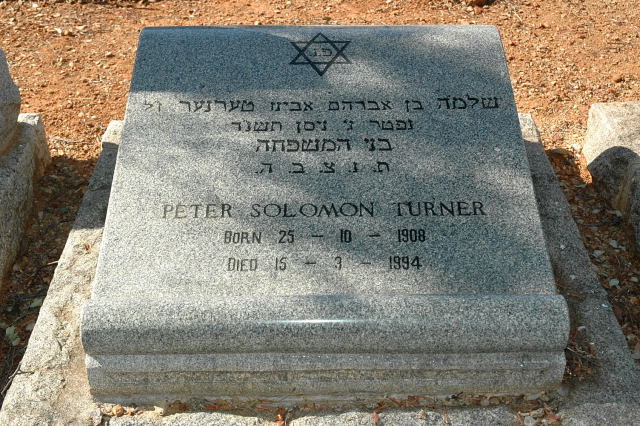 פ נ
שלמה בן אברהם אביגו טערנער ז״ל
נפטר ג׳ ניסן תשנ״ד
בני המשפחה
ת. נ. צ. ב. ה.
PETER SOLOMON TURNER
BORN 25 - 10 - 1908
DIED 15 - 3 - 1994